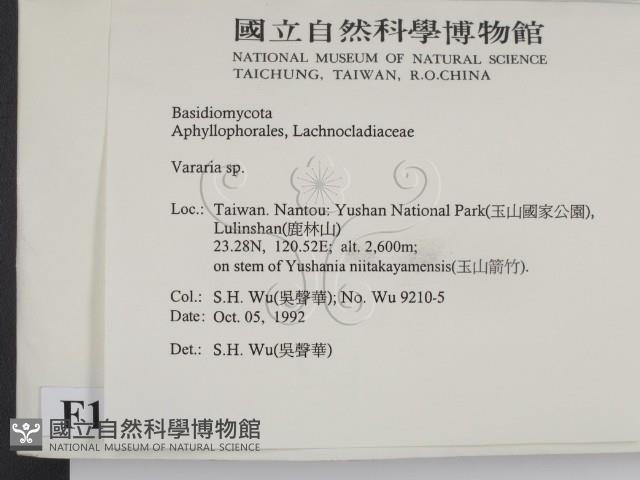 國立自然科學博物館
NATIONAL MUSEUM OF NATURAL SCIENCE
TAICHUNG, TAIWAN, R.O.CHINA
Basidiomycota
Aphyllophorales, Lachnocladiaceae
Vararia sp.
Loc.: Taiwan. Nantou: Yushan National Park(玉山國家公園),
Lulinshan(鹿林山)
23.28N, 120.52E; alt. 2,600m;
on stem of Yushania niitakayamensis(玉山箭竹).
Col.: S.H. Wu(吳聲華); No. Wu 9210-5
Date: Oct. 05, 1992
Det.: S.H. Wu(吳聲華)
F1
國立自然科學博物館
NATIONAL MUSEUM OF NATURAL SCIENCE